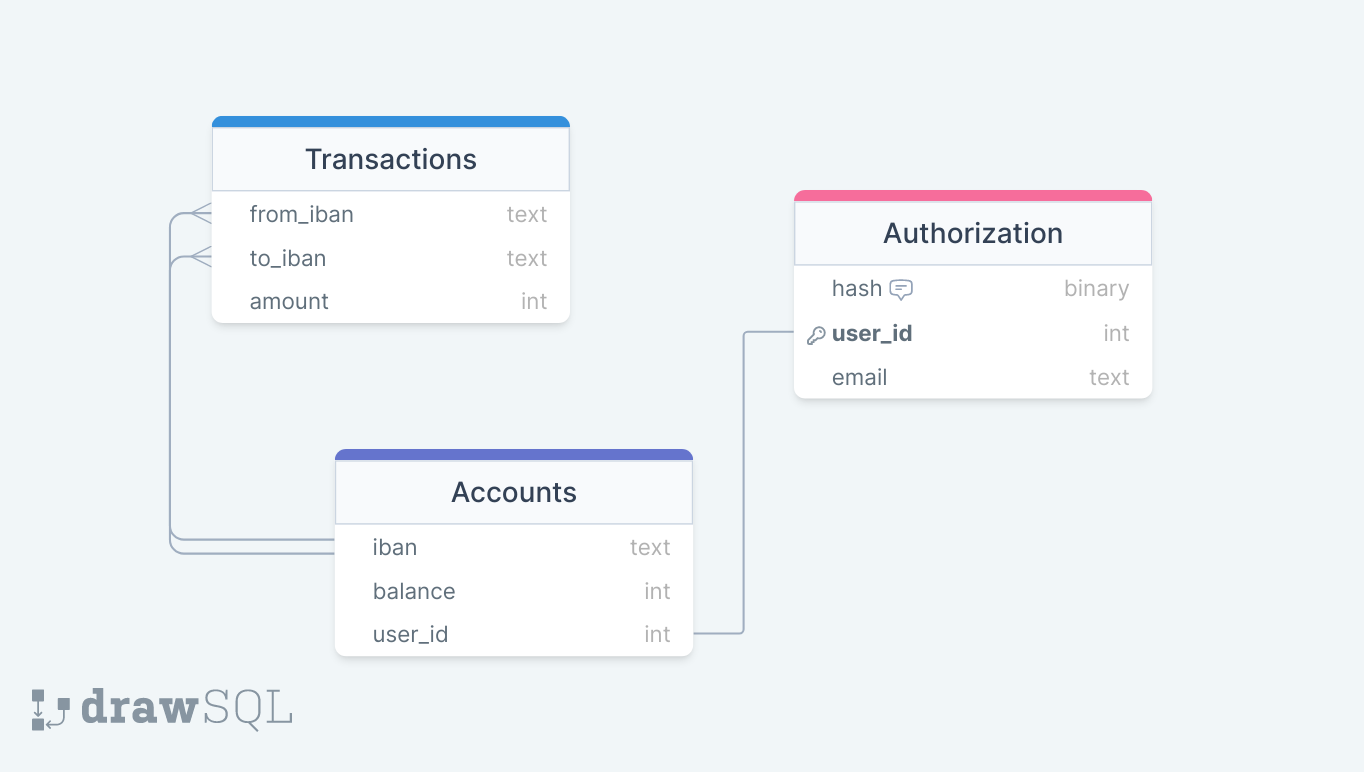 Transactions
from_iban text
to_iban text
amount int
Authorization
hash binary
user_id int
email text
Accounts
iban text
balance int
user_id int
drawSQL